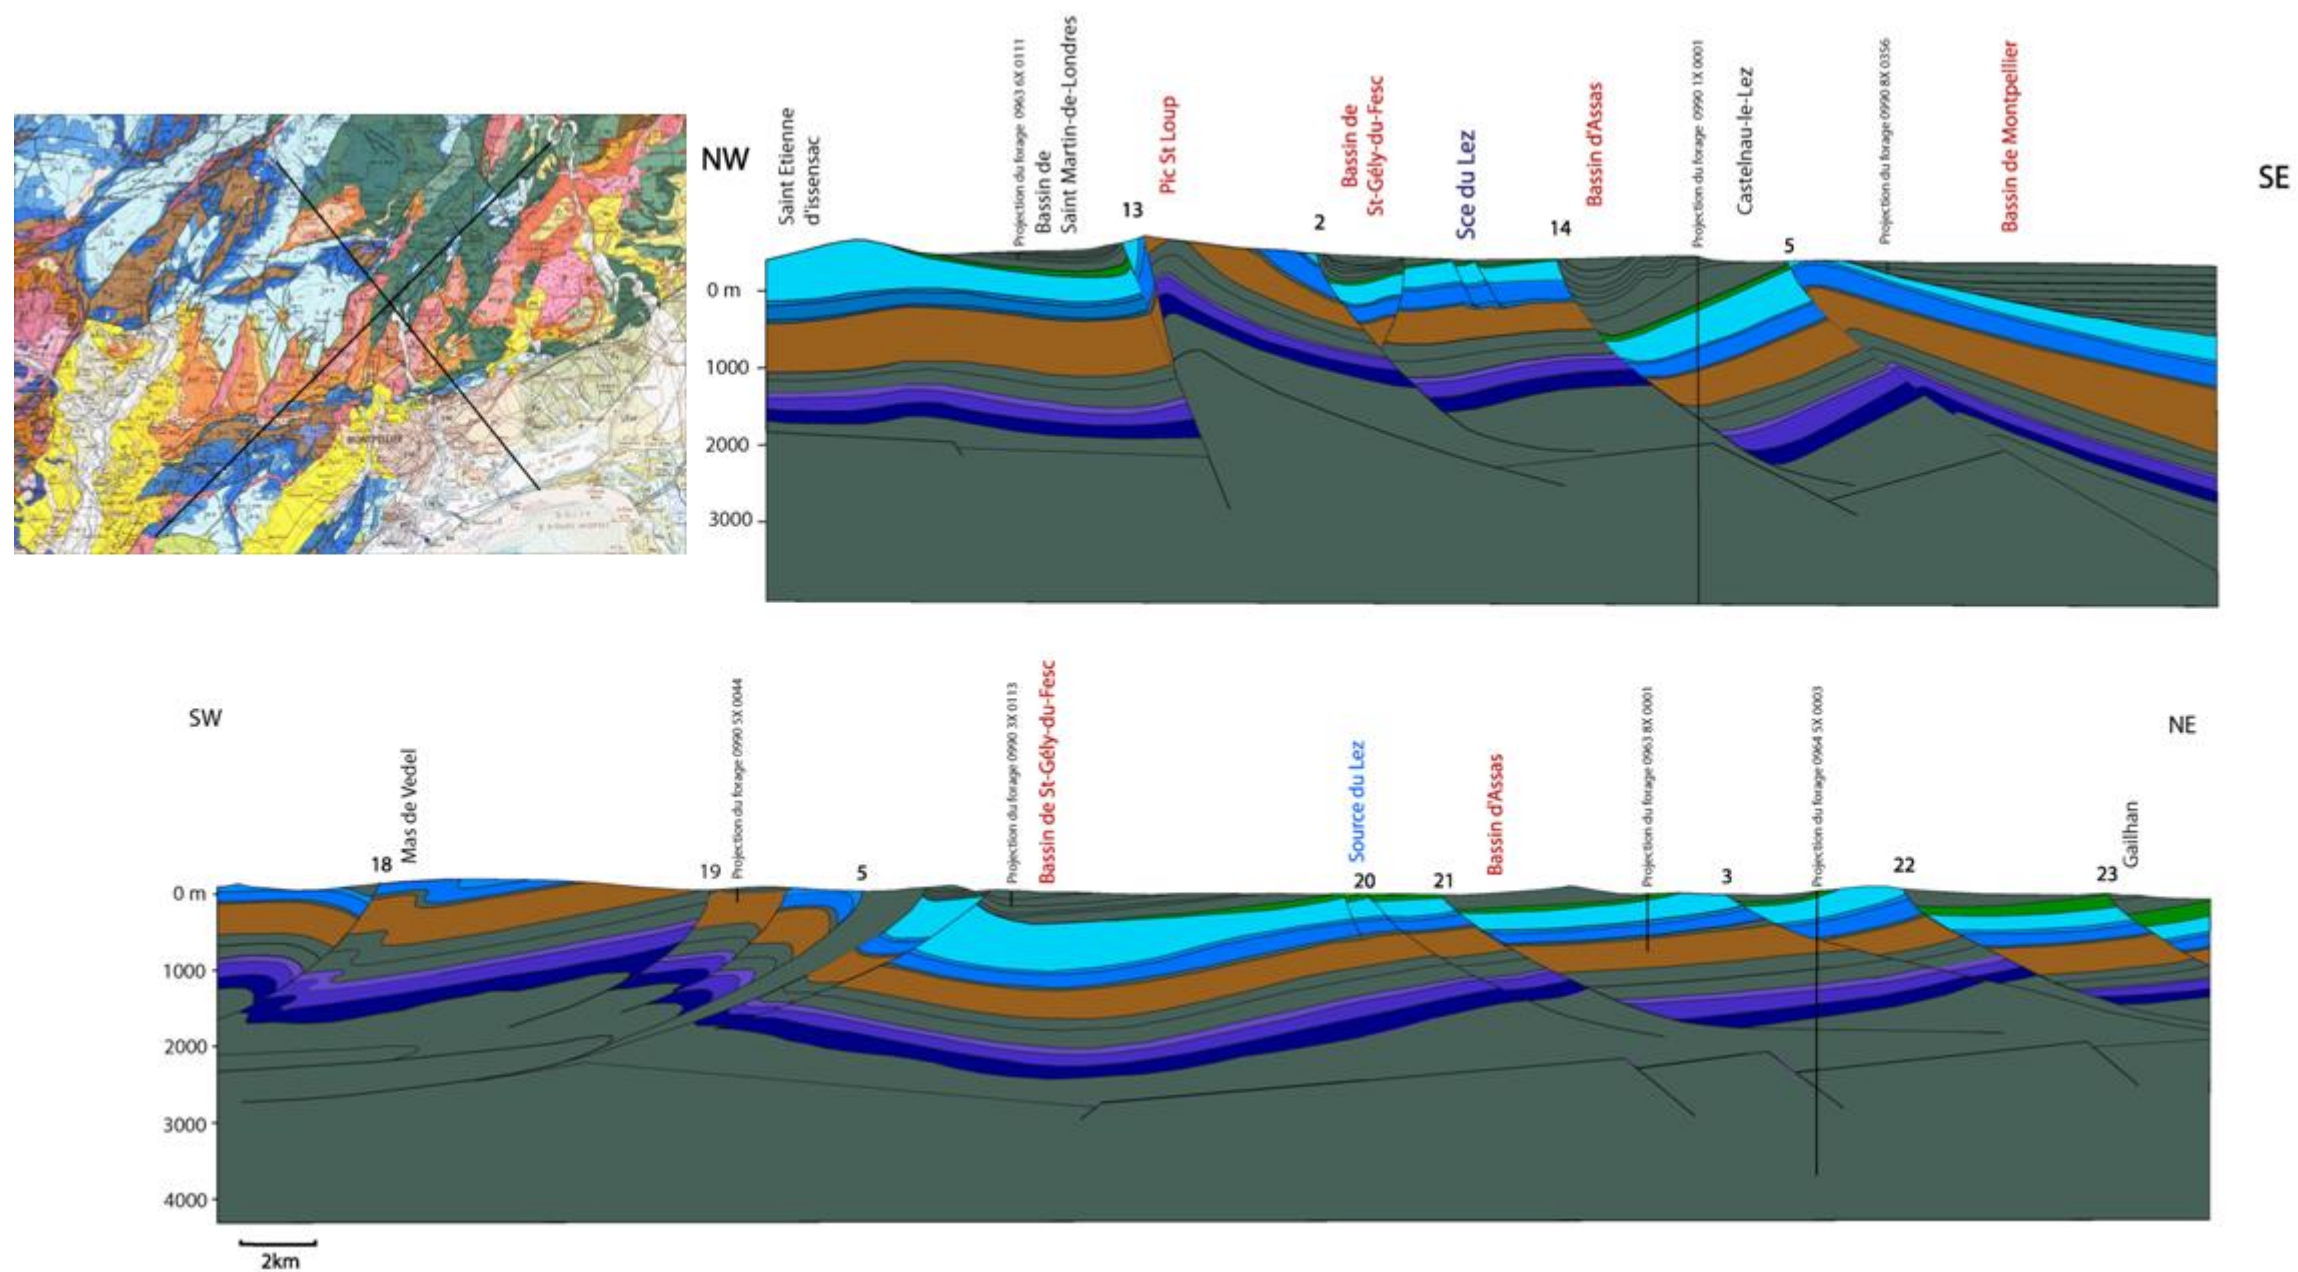 Saint Etienne
d'issensac
Projection du forage 0963 6X 0111
Bassin de
Saint Martin-de-Londres
13
Pic St Loup
2
Bassin de
St-Gély-du-Fesc
Sce du Lez
14
Bassin d'Assas
Projection du forage 0990 1X 0001
Castelnau-le-Lez
5
Projection du forage 0990 8X 0356
Bassin de Montpellier
NW
SE
0 m
1000
2000
3000
MONTPELLIER
SW
NE
18
Mas de Vedel
19
Projection du forage 0990 5X 0044
5
Projection du forage 0990 3X 0113
Bassin de St-Gély-du-Fesc
Source du Lez
20
21
Bassin d'Assas
Projection du forage 0963 8X 0001
3
Projection du forage 0964 5X 0003
22
23
Gailhan
0 m
1000
2000
3000
4000
2km